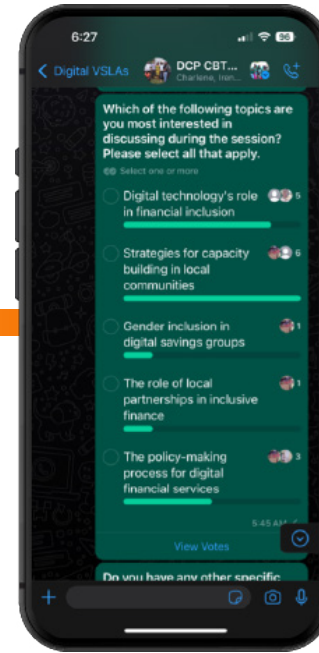 6:27
96
Digital VSLAs
DCP CBT...
Charlene, Iren...
Which of the following topics are
you most interested in
discussing during the session?
Please select all that apply.
Select one or more
Digital technology's role
in financial inclusion
5
Strategies for capacity
building in local
communities
6
Gender inclusion in
digital savings groups
1
The role of local
partnerships in inclusive
finance
1
The policy-making
process for digital
financial services
3
5:45 AM
View Votes
Do you have any other specific